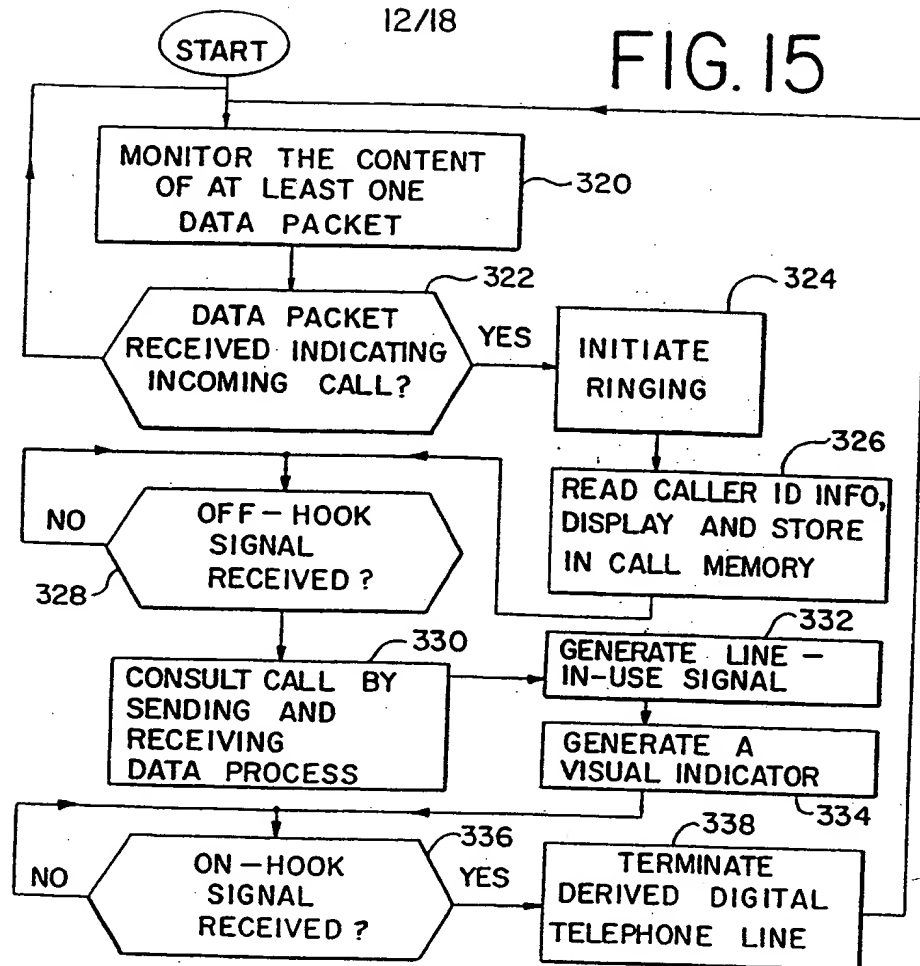 12/18
FIG. 15
START
MONITOR THE CONTENT
OF AT LEAST ONE
DATA PACKET
320
322
DATA PACKET
RECEIVED INDICATING
INCOMING CALL?
YES
324
INITIATE
RINGING
326
READ CALLER ID INFO,
DISPLAY AND STORE
IN CALL MEMORY
NO
OFF-HOOK
SIGNAL
RECEIVED?
328
330
CONSULT CALL BY
SENDING AND
RECEIVING
DATA PROCESS
332
GENERATE LINE-
IN-USE SIGNAL
GENERATE A
VISUAL INDICATOR
334
336
NO
ON-HOOK
SIGNAL
RECEIVED?
YES
338
TERMINATE
DERIVED DIGITAL
TELEPHONE LINE